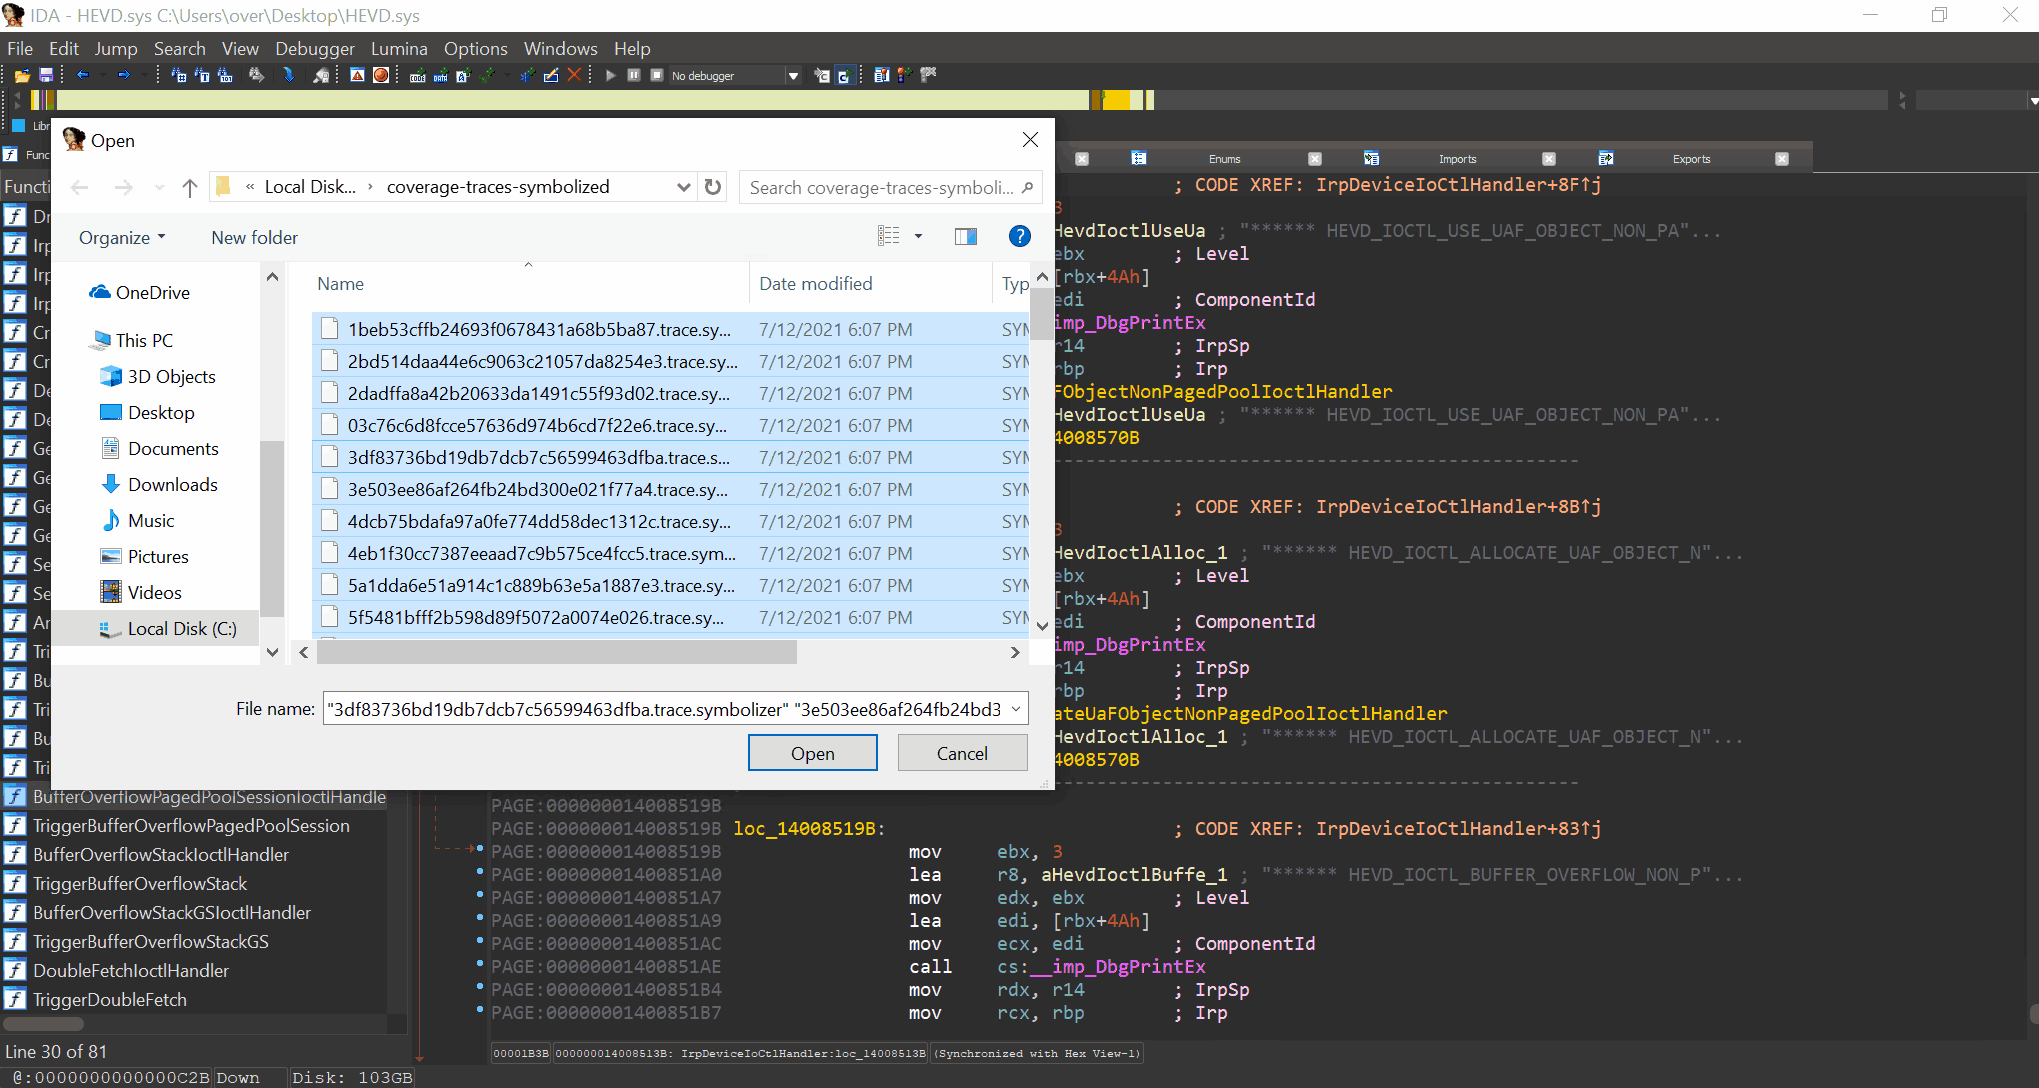 IDA - HEVD.sys C:\Users\over\Desktop\HEVD.sys
File Edit Jump Search View Debugger Lumina Options Windows Help
No debugger
Libr
Func
Enums Imports Exports
Open
« Local Disk... › coverage-traces-symbolized
Search coverage-traces-symboli...
Organize New folder
OneDrive
This PC
3D Objects
Desktop
Documents
Downloads
Music
Pictures
Videos
Local Disk (C:)
Name Date modified Typ
1beb53cffb24693f0678431a68b5ba87.trace.sy... 7/12/2021 6:07 PM SYM
2bd514daa44e6c9063c21057da8254e3.trace.sy... 7/12/2021 6:07 PM SYM
2dadffa8a42b20633da1491c55f93d02.trace.sy... 7/12/2021 6:07 PM SYM
03c76c6d8fcce57636d974b6cd7f22e6.trace.sy... 7/12/2021 6:07 PM SYM
3df83736bd19db7dcb7c56599463dfba.trace.s... 7/12/2021 6:07 PM SYM
3e503ee86af264fb24bd300e021f77a4.trace.sy... 7/12/2021 6:07 PM SYM
4dcb75bdafa97a0fe774dd58dec1312c.trace.sy... 7/12/2021 6:07 PM SYM
4eb1f30cc7387eeaad7c9b575ce4fcc5.trace.sym... 7/12/2021 6:07 PM SYM
5a1dda6e51a914c1c889b63e5a1887e3.trace.sy... 7/12/2021 6:07 PM SYM
5f5481bfff2b598d89f5072a0074e026.trace.sy... 7/12/2021 6:07 PM SYM
File name: "3df83736bd19db7dcb7c56599463dfba.trace.symbolizer" "3e503ee86af264fb24bd3
Open Cancel
Functi
Dr
Irp
Irp
Irp
Cr
Cr
De
De
Ge
Ge
Ge
Ge
Se
Se
Ar
Tri
Bu
Tri
Bu
Tri
BufferOverflowPagedPoolSessionIoctlHandle
TriggerBufferOverflowPagedPoolSession
BufferOverflowStackIoctlHandler
TriggerBufferOverflowStack
BufferOverflowStackGSIoctlHandler
TriggerBufferOverflowStackGS
DoubleFetchIoctlHandler
TriggerDoubleFetch
Line 30 of 81
; CODE XREF: IrpDeviceIoCtlHandler+8F↑j
3
HevdIoctlUseUa ; "****** HEVD_IOCTL_USE_UAF_OBJECT_NON_PA"...
ebx ; Level
[rbx+4Ah]
edi ; ComponentId
imp_DbgPrintEx
r14 ; IrpSp
rbp ; Irp
FObjectNonPagedPoolIoctlHandler
HevdIoctlUseUa ; "****** HEVD_IOCTL_USE_UAF_OBJECT_NON_PA"...
4008570B
; CODE XREF: IrpDeviceIoCtlHandler+8B↑j
3
HevdIoctlAlloc_1 ; "****** HEVD_IOCTL_ALLOCATE_UAF_OBJECT_N"...
ebx ; Level
[rbx+4Ah]
edi ; ComponentId
imp_DbgPrintEx
r14 ; IrpSp
rbp ; Irp
ateUaFObjectNonPagedPoolIoctlHandler
HevdIoctlAlloc_1 ; "****** HEVD_IOCTL_ALLOCATE_UAF_OBJECT_N"...
4008570B
PAGE:000000014008519B
PAGE:000000014008519B loc_14008519B: ; CODE XREF: IrpDeviceIoCtlHandler+83↑j
PAGE:000000014008519B mov ebx, 3
PAGE:00000001400851A0 lea r8, aHevdIoctlBuffe_1 ; "****** HEVD_IOCTL_BUFFER_OVERFLOW_NON_P"...
PAGE:00000001400851A7 mov edx, ebx ; Level
PAGE:00000001400851A9 lea edi, [rbx+4Ah]
PAGE:00000001400851AC mov ecx, edi ; ComponentId
PAGE:00000001400851AE call cs:__imp_DbgPrintEx
PAGE:00000001400851B4 mov rdx, r14 ; IrpSp
PAGE:00000001400851B7 mov rcx, rbp ; Irp
00001B3B 000000014008513B: IrpDeviceIoCtlHandler:loc_14008513B (Synchronized with Hex View-1)
@:0000000000000C2B Down Disk: 103GB